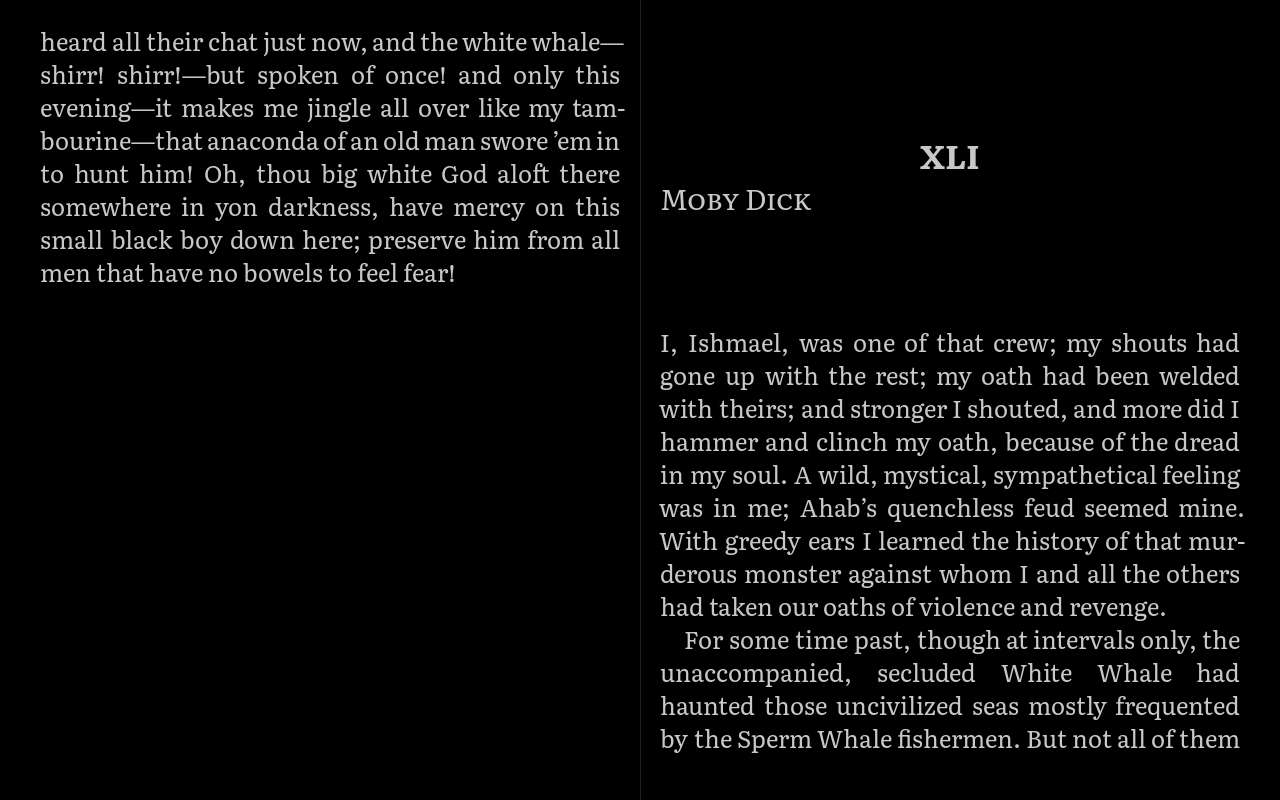 heard all their chat just now, and the white whale—
shirr! shirr!—but spoken of once! and only this
evening—it makes me jingle all over like my tam-
bourine—that anaconda of an old man swore ’em in
to hunt him! Oh, thou big white God aloft there
somewhere in yon darkness, have mercy on this
small black boy down here; preserve him from all
men that have no bowels to feel fear!
XLI
Moby Dick
I, Ishmael, was one of that crew; my shouts had
gone up with the rest; my oath had been welded
with theirs; and stronger I shouted, and more did I
hammer and clinch my oath, because of the dread
in my soul. A wild, mystical, sympathetical feeling
was in me; Ahab’s quenchless feud seemed mine.
With greedy ears I learned the history of that mur-
derous monster against whom I and all the others
had taken our oaths of violence and revenge.
For some time past, though at intervals only, the
unaccompanied, secluded White Whale had
haunted those uncivilized seas mostly frequented
by the Sperm Whale fishermen. But not all of them